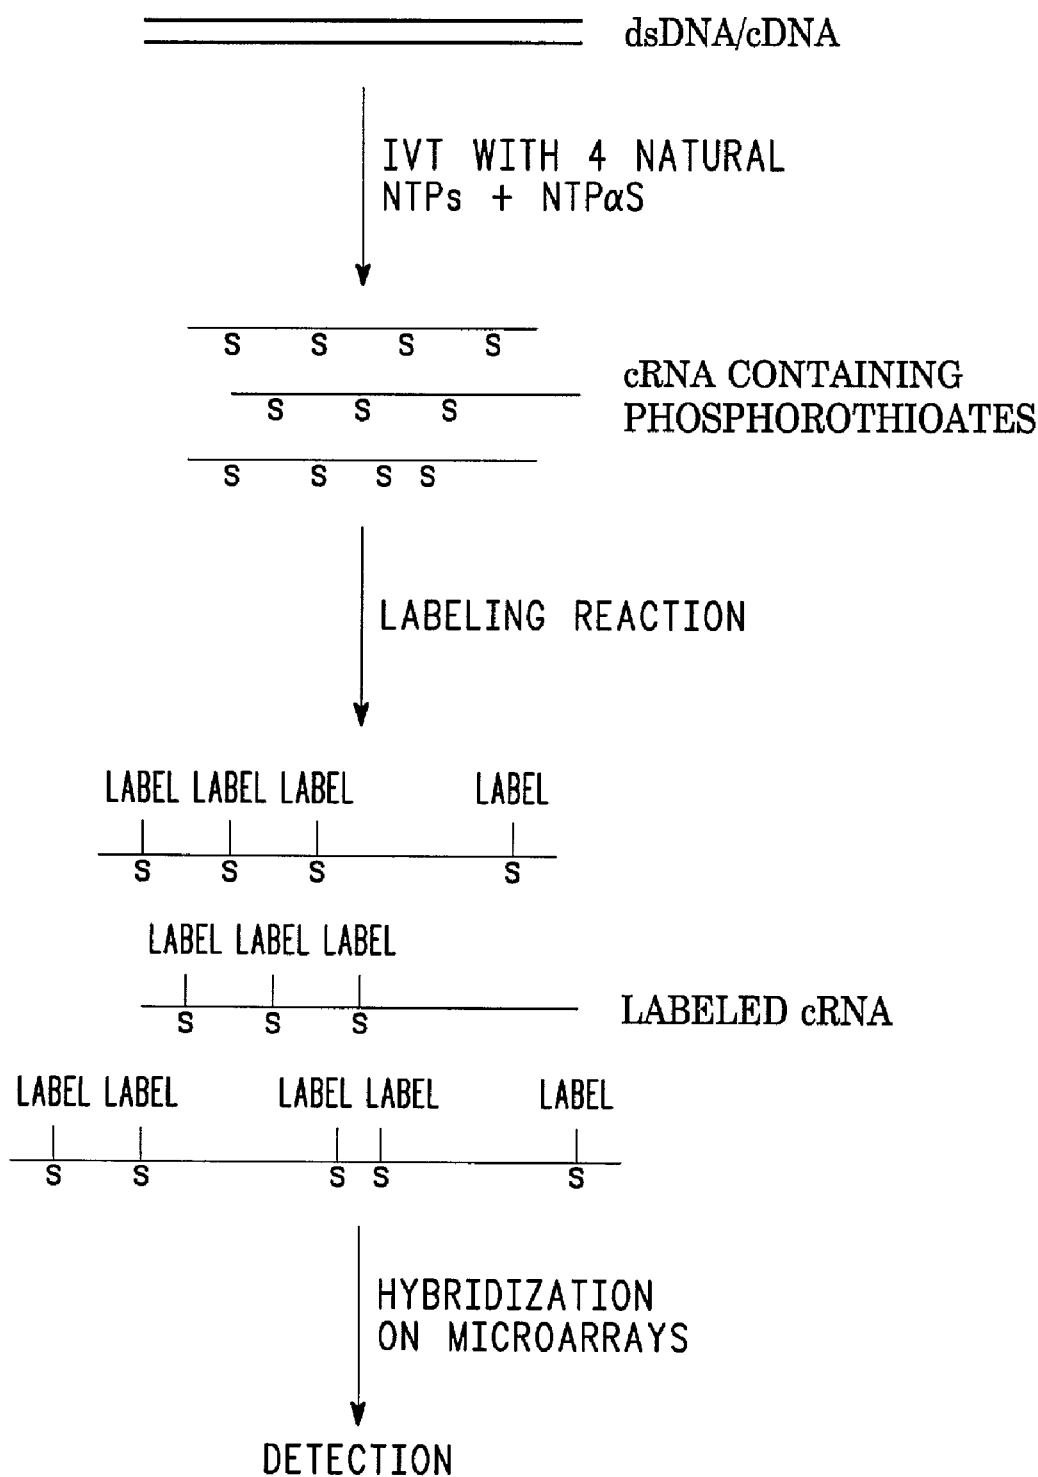 dsDNA/cDNA
IVT WITH 4 NATURAL
NTPs + NTPαS
S S S S
cRNA CONTAINING
PHOSPHOROTHIOATES
S S S
S S S S
LABELING REACTION
LABEL LABEL LABEL LABEL
S S S S
LABEL LABEL LABEL
S S S
LABELED cRNA
LABEL LABEL LABEL LABEL LABEL
S S S S S
HYBRIDIZATION
ON MICROARRAYS
DETECTION